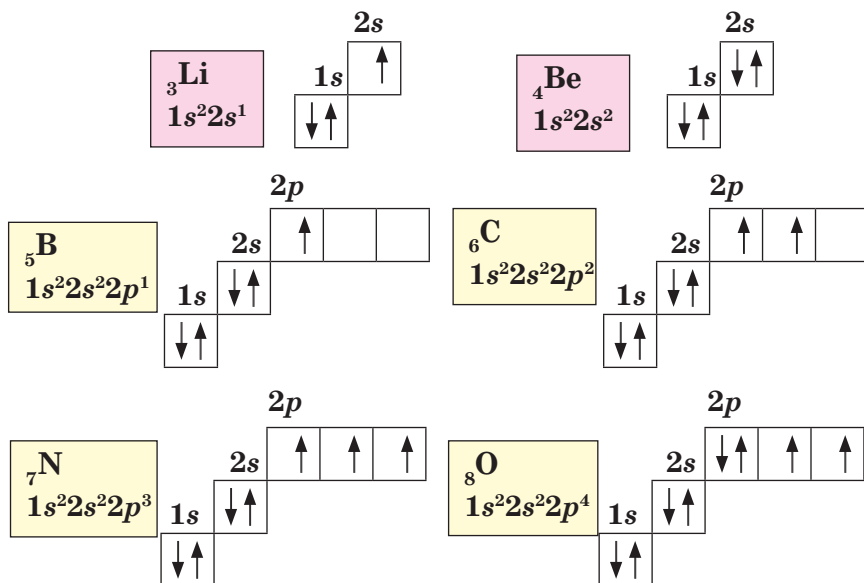 2s
2s
₃Li
1s
₄Be
1s
1s²2s¹
1s²2s²
2p
2p
₅B
2s
₆C
2s
1s²2s²2p¹
1s
1s²2s²2p²
1s
2p
2p
₇N
2s
₈O
2s
1s²2s²2p³
1s
1s²2s²2p⁴
1s